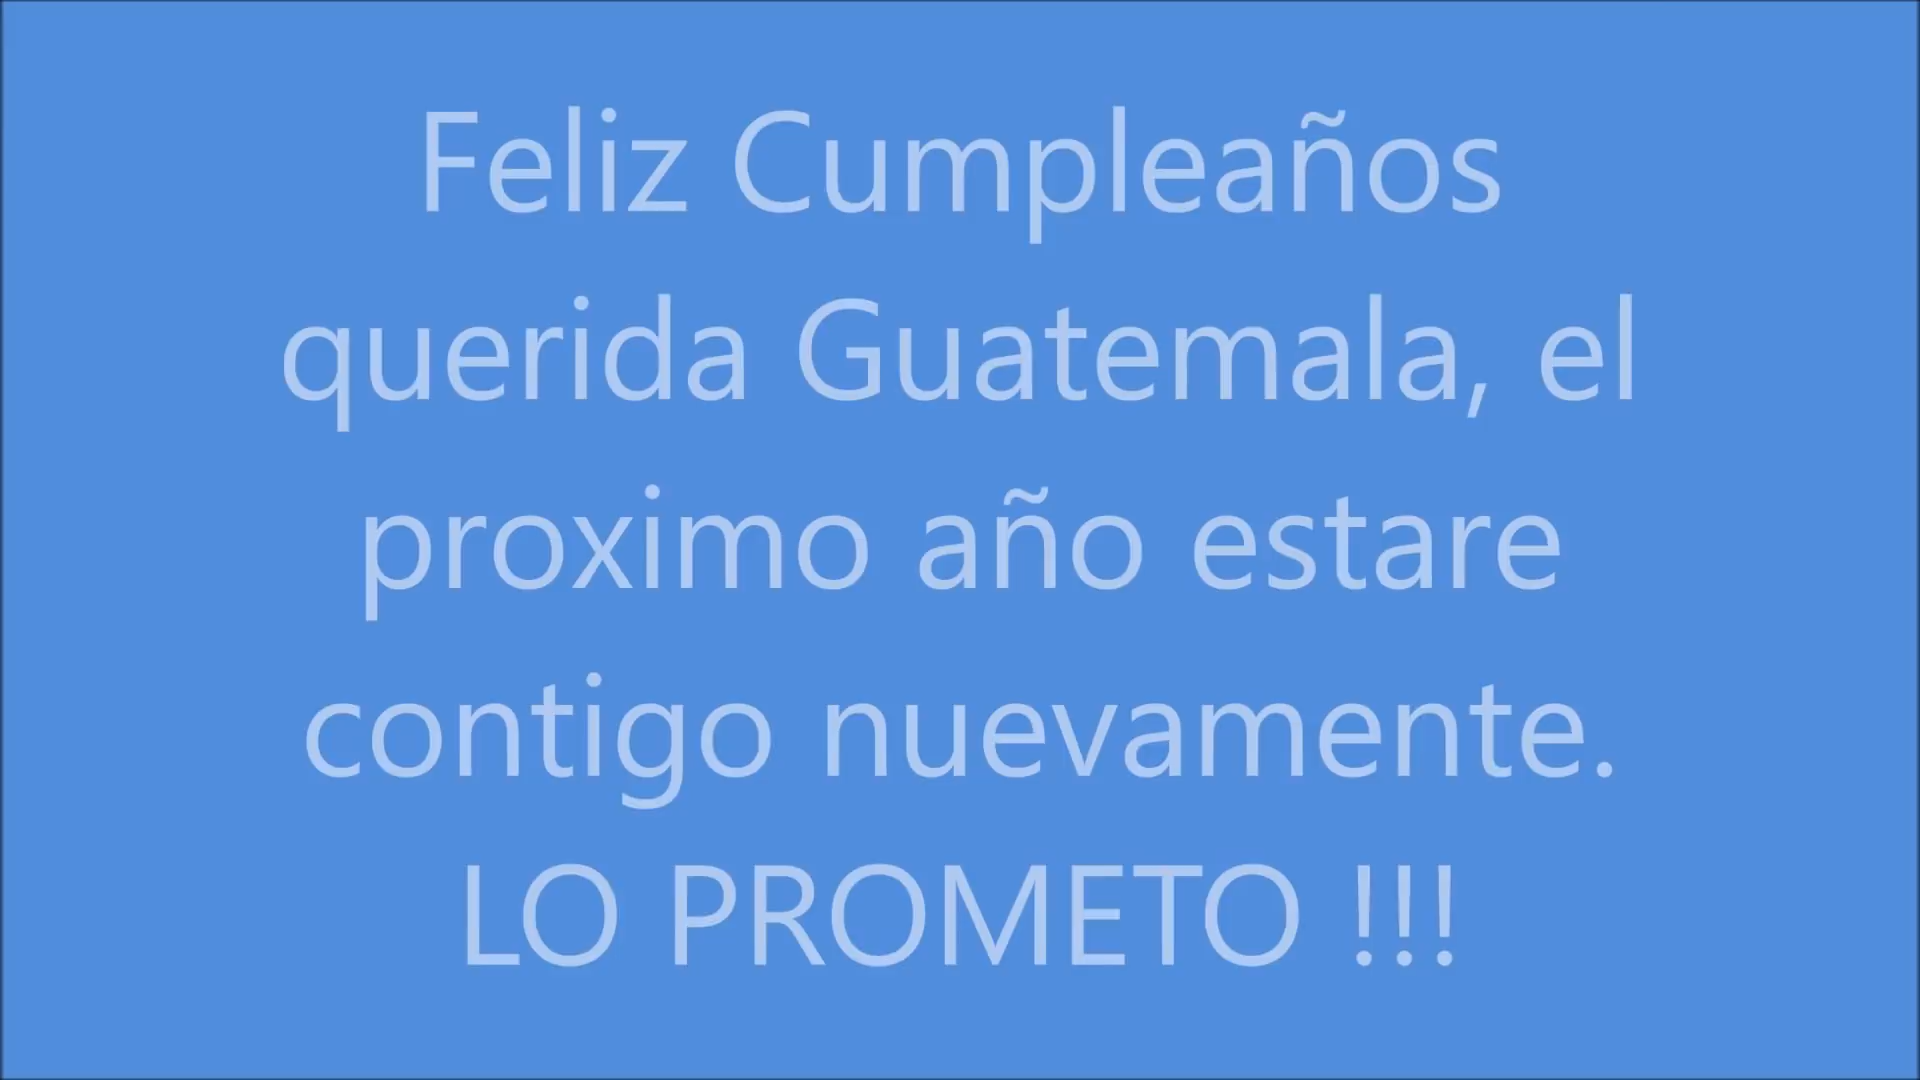 Feliz Cumpleaños
querida Guatemala, el
proximo año estare
contigo nuevamente.
LO PROMETO !!!